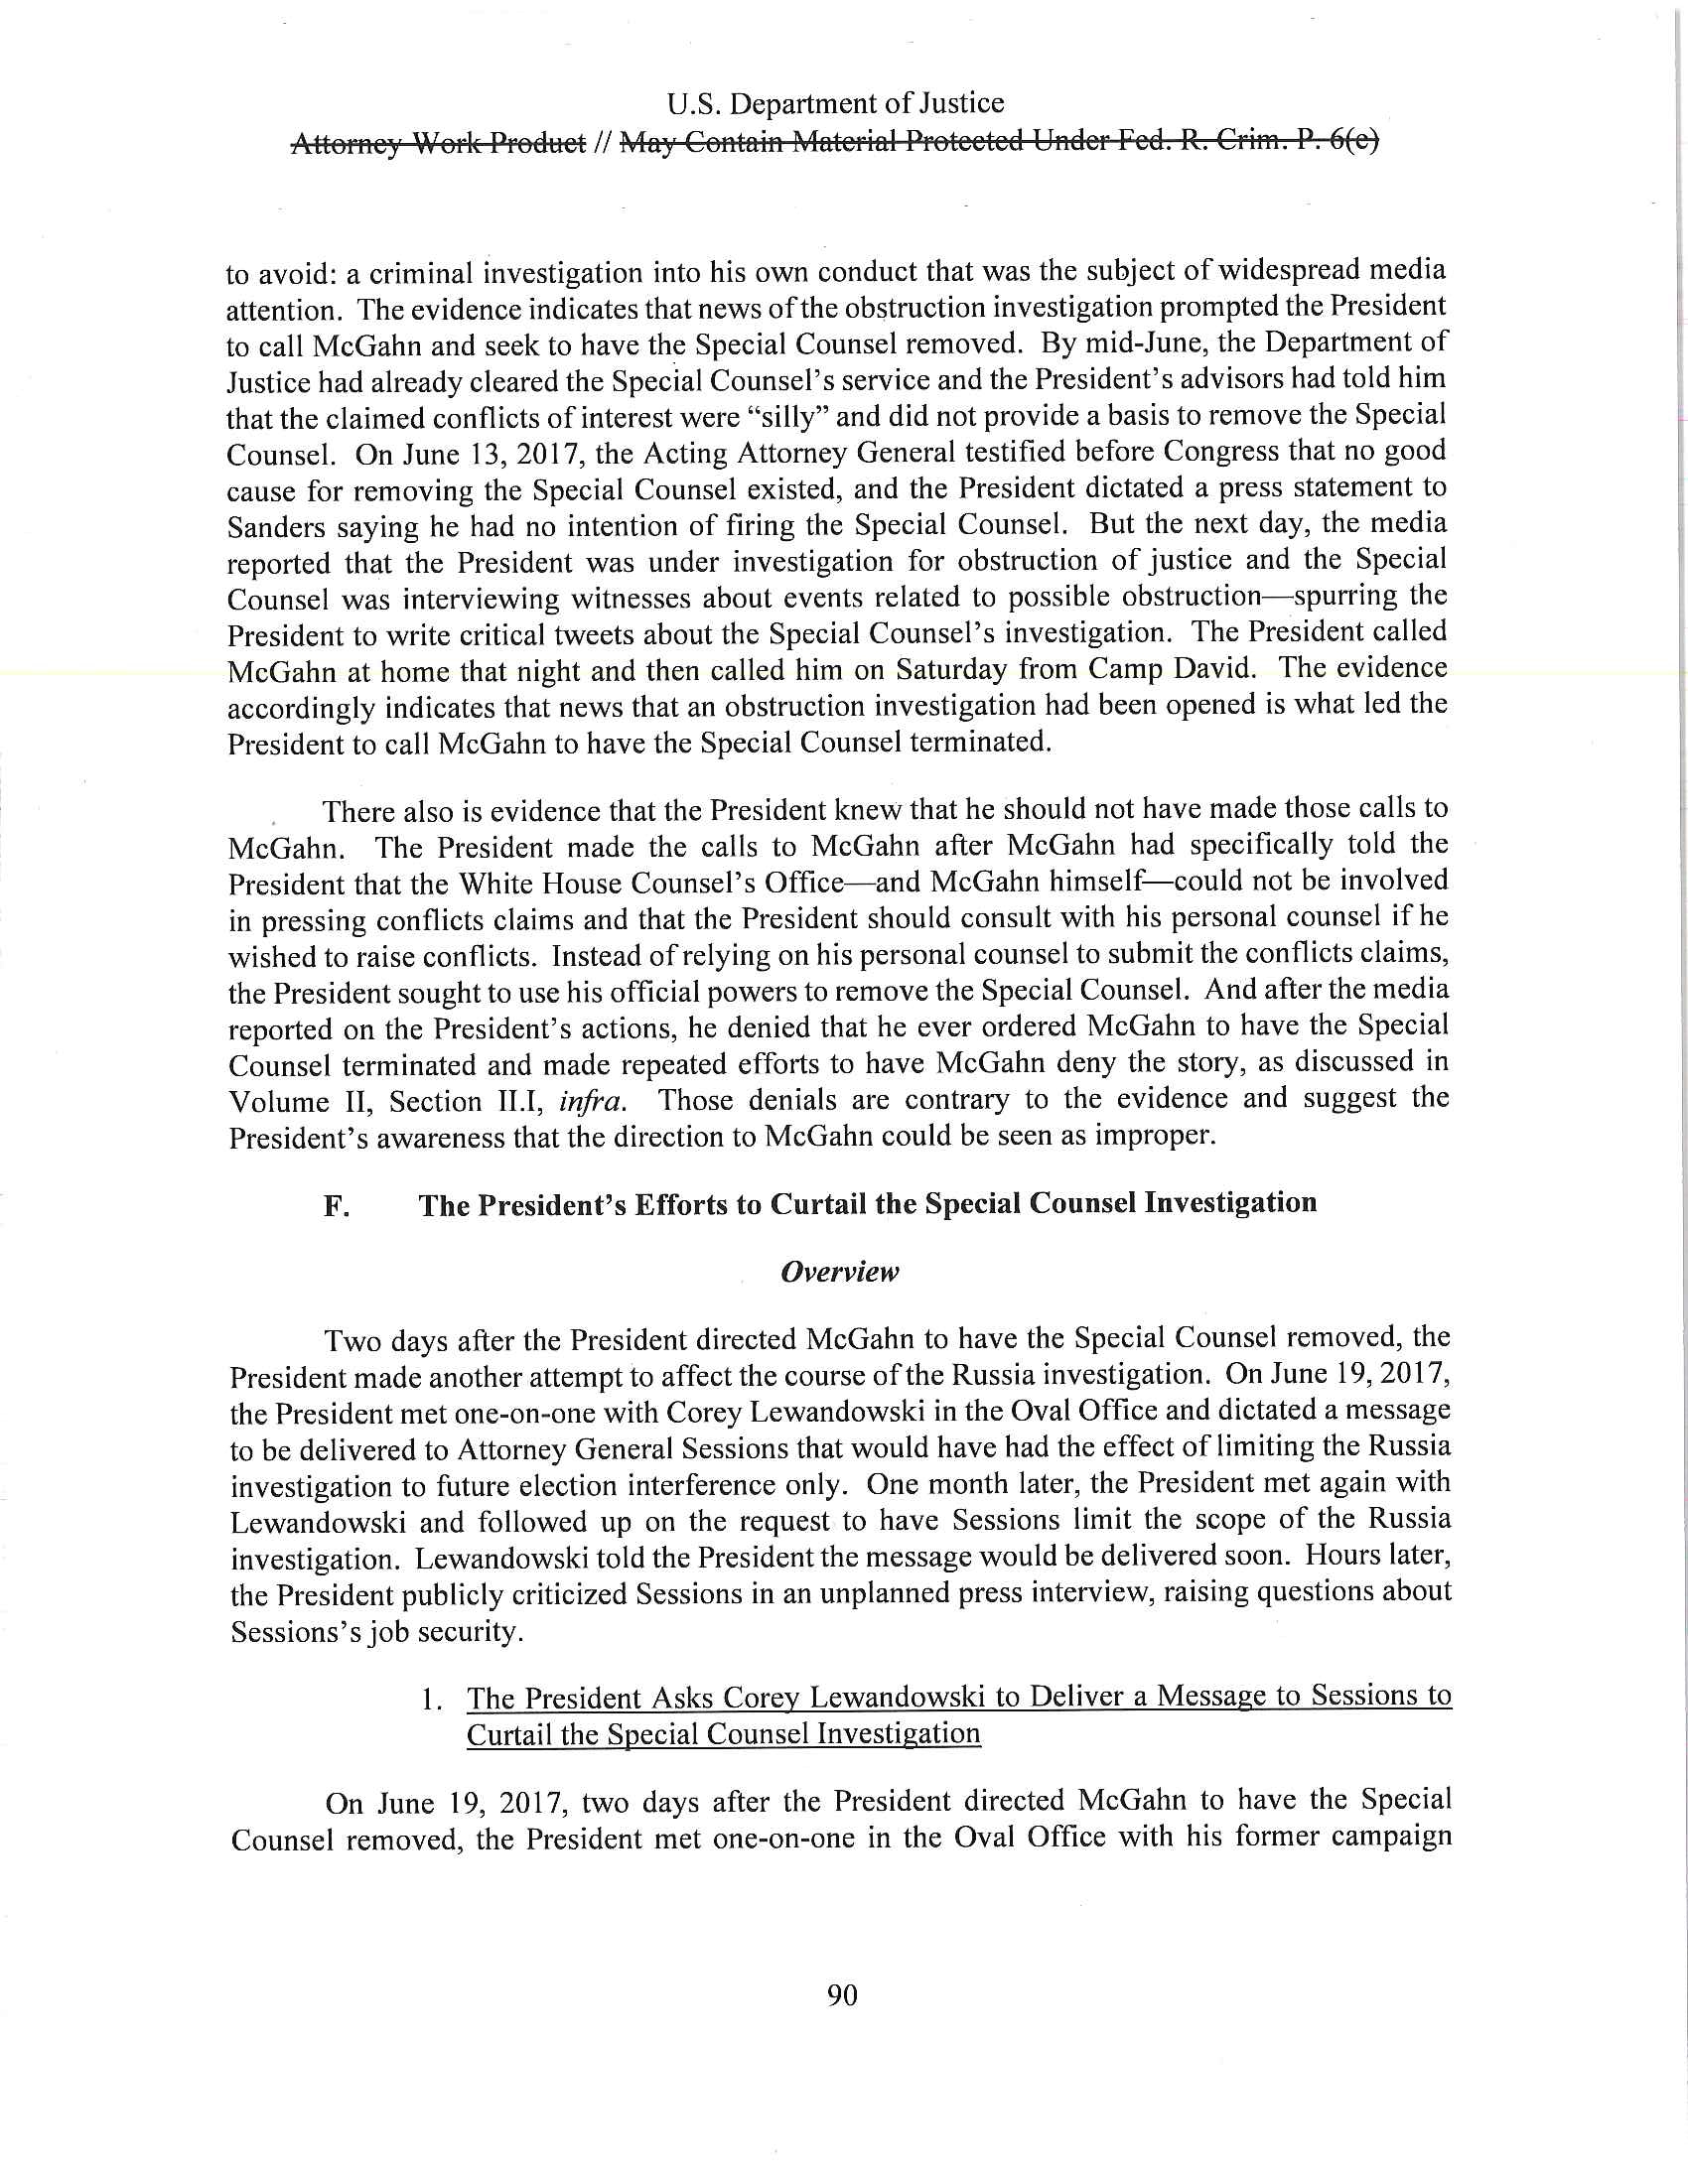 U.S. Department of Justice
Attorney Work Product // May Contain Material Protected Under Fed. R. Crim. P. 6(e)
to avoid: a criminal investigation into his own conduct that was the subject of widespread media
attention. The evidence indicates that news of the obstruction investigation prompted the President
to call McGahn and seek to have the Special Counsel removed. By mid-June, the Department of
Justice had already cleared the Special Counsel's service and the President's advisors had told him
that the claimed conflicts of interest were “silly” and did not provide a basis to remove the Special
Counsel. On June 13, 2017, the Acting Attorney General testified before Congress that no good
cause for removing the Special Counsel existed, and the President dictated a press statement to
Sanders saying he had no intention of firing the Special Counsel. But the next day, the media
reported that the President was under investigation for obstruction of justice and the Special
Counsel was interviewing witnesses about events related to possible obstruction—spurring the
President to write critical tweets about the Special Counsel's investigation. The President called
McGahn at home that night and then called him on Saturday from Camp David. The evidence
accordingly indicates that news that an obstruction investigation had been opened is what led the
President to call McGahn to have the Special Counsel terminated.
There also is evidence that the President knew that he should not have made those calls to
McGahn. The President made the calls to McGahn after McGahn had specifically told the
President that the White House Counsel's Office—and McGahn himself—could not be involved
in pressing conflicts claims and that the President should consult with his personal counsel if he
wished to raise conflicts. Instead of relying on his personal counsel to submit the conflicts claims,
the President sought to use his official powers to remove the Special Counsel. And after the media
reported on the President's actions, he denied that he ever ordered McGahn to have the Special
Counsel terminated and made repeated efforts to have McGahn deny the story, as discussed in
Volume II, Section II.I, infra. Those denials are contrary to the evidence and suggest the
President's awareness that the direction to McGahn could be seen as improper.
F. The President's Efforts to Curtail the Special Counsel Investigation
Overview
Two days after the President directed McGahn to have the Special Counsel removed, the
President made another attempt to affect the course of the Russia investigation. On June 19, 2017,
the President met one-on-one with Corey Lewandowski in the Oval Office and dictated a message
to be delivered to Attorney General Sessions that would have had the effect of limiting the Russia
investigation to future election interference only. One month later, the President met again with
Lewandowski and followed up on the request to have Sessions limit the scope of the Russia
investigation. Lewandowski told the President the message would be delivered soon. Hours later,
the President publicly criticized Sessions in an unplanned press interview, raising questions about
Sessions's job security.
1. The President Asks Corey Lewandowski to Deliver a Message to Sessions to
Curtail the Special Counsel Investigation
On June 19, 2017, two days after the President directed McGahn to have the Special
Counsel removed, the President met one-on-one in the Oval Office with his former campaign
90